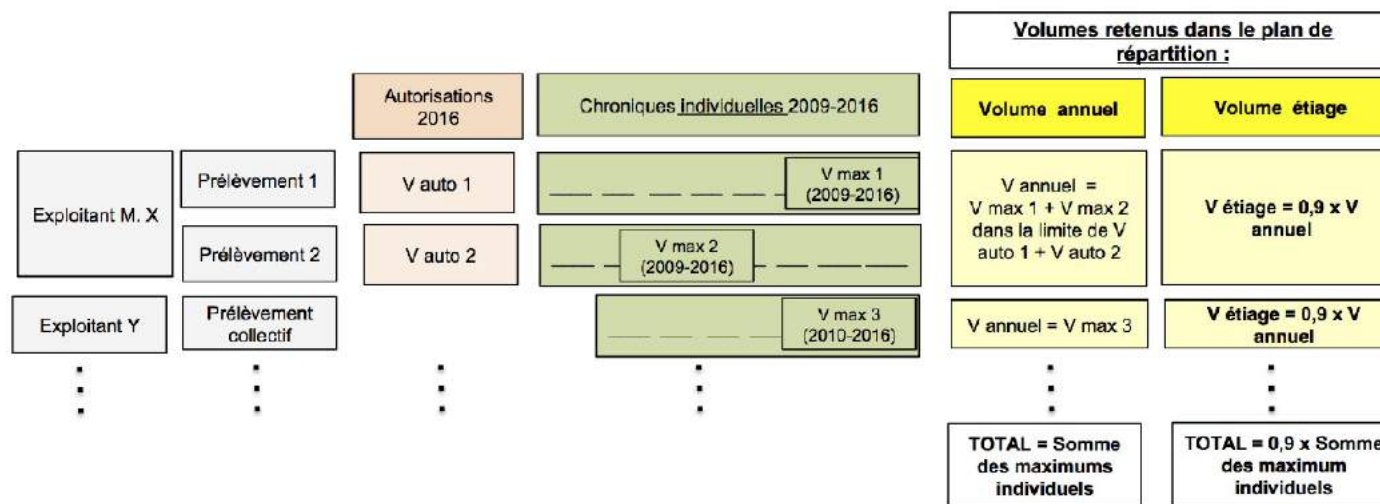 Volumes retenus dans le plan de
répartition :
Autorisations
2016
Chroniques individuelles 2009-2016
Volume annuel
Volume étiage
Exploitant M. X
Prélèvement 1
V auto 1
V max 1
(2009-2016)
V annuel =
V max 1 + V max 2
dans la limite de V
auto 1 + V auto 2
V étiage = 0,9 x V
annuel
Prélèvement 2
V auto 2
V max 2
(2009-2016)
Exploitant Y
Prélèvement
collectif
V max 3
(2010-2016)
V annuel = V max 3
V étiage = 0,9 x V
annuel
TOTAL = Somme
des maximums
individuels
TOTAL = 0,9 x Somme
des maximum
individuels